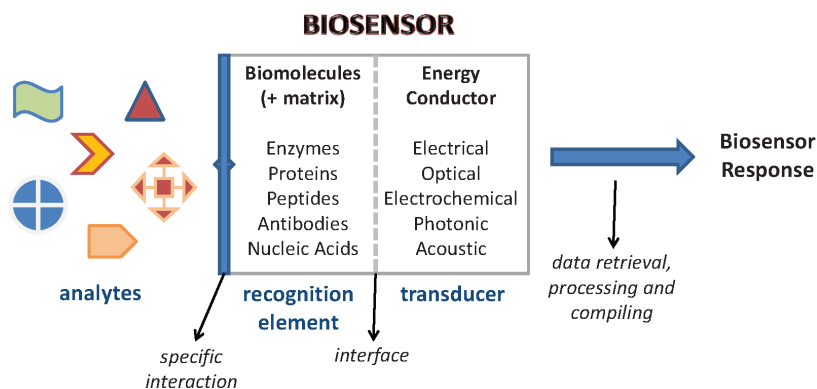 BIOSENSOR
Biomolecules
(+ matrix)
Enzymes
Proteins
Peptides
Antibodies
Nucleic Acids
Energy
Conductor
Electrical
Optical
Electrochemical
Photonic
Acoustic
Biosensor
Response
analytes
recognition
element
transducer
data retrieval,
processing and
compiling
specific
interaction
interface